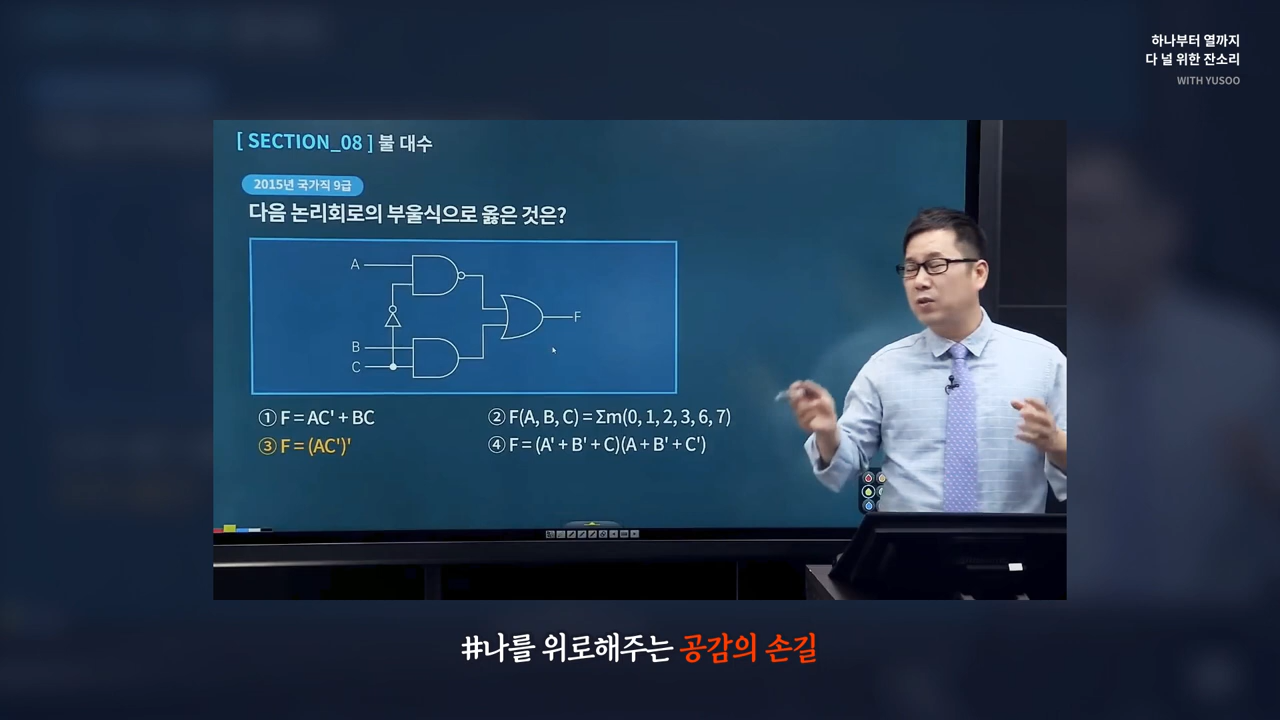 하나부터 열까지
다 널 위한 잔소리
WITH YUSOO
[ SECTION_08 ] 불 대수
2015년 국가직 9급
다음 논리회로의 부울식으로 옳은 것은?
A
B
C
F
① F = AC' + BC
② F(A, B, C) = Σm(0, 1, 2, 3, 6, 7)
③ F = (AC')'
④ F = (A' + B' + C)(A + B' + C')
#나를 위로해주는 공감의 손길